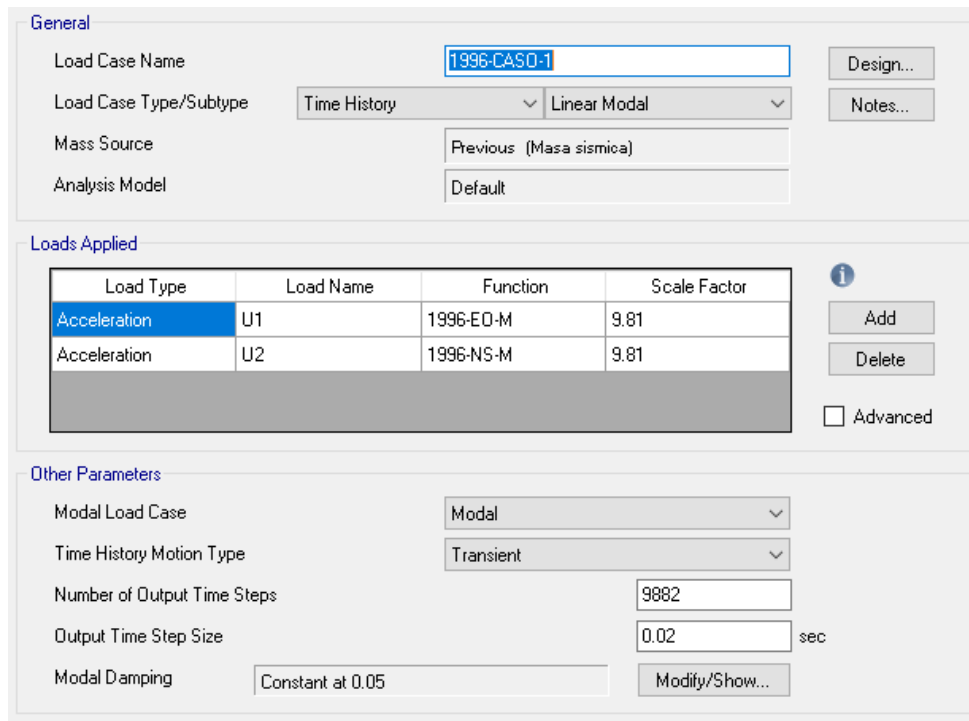 General
Load Case Name 1996-CASO-1 Design...
Load Case Type/Subtype Time History Linear Modal Notes...
Mass Source Previous (Masa sismica)
Analysis Model Default
Loads Applied
Load Type Load Name Function Scale Factor
Acceleration U1 1996-EO-M 9.81 Add
Acceleration U2 1996-NS-M 9.81 Delete
Advanced
Other Parameters
Modal Load Case Modal
Time History Motion Type Transient
Number of Output Time Steps 9882
Output Time Step Size 0.02 sec
Modal Damping Constant at 0.05 Modify/Show...